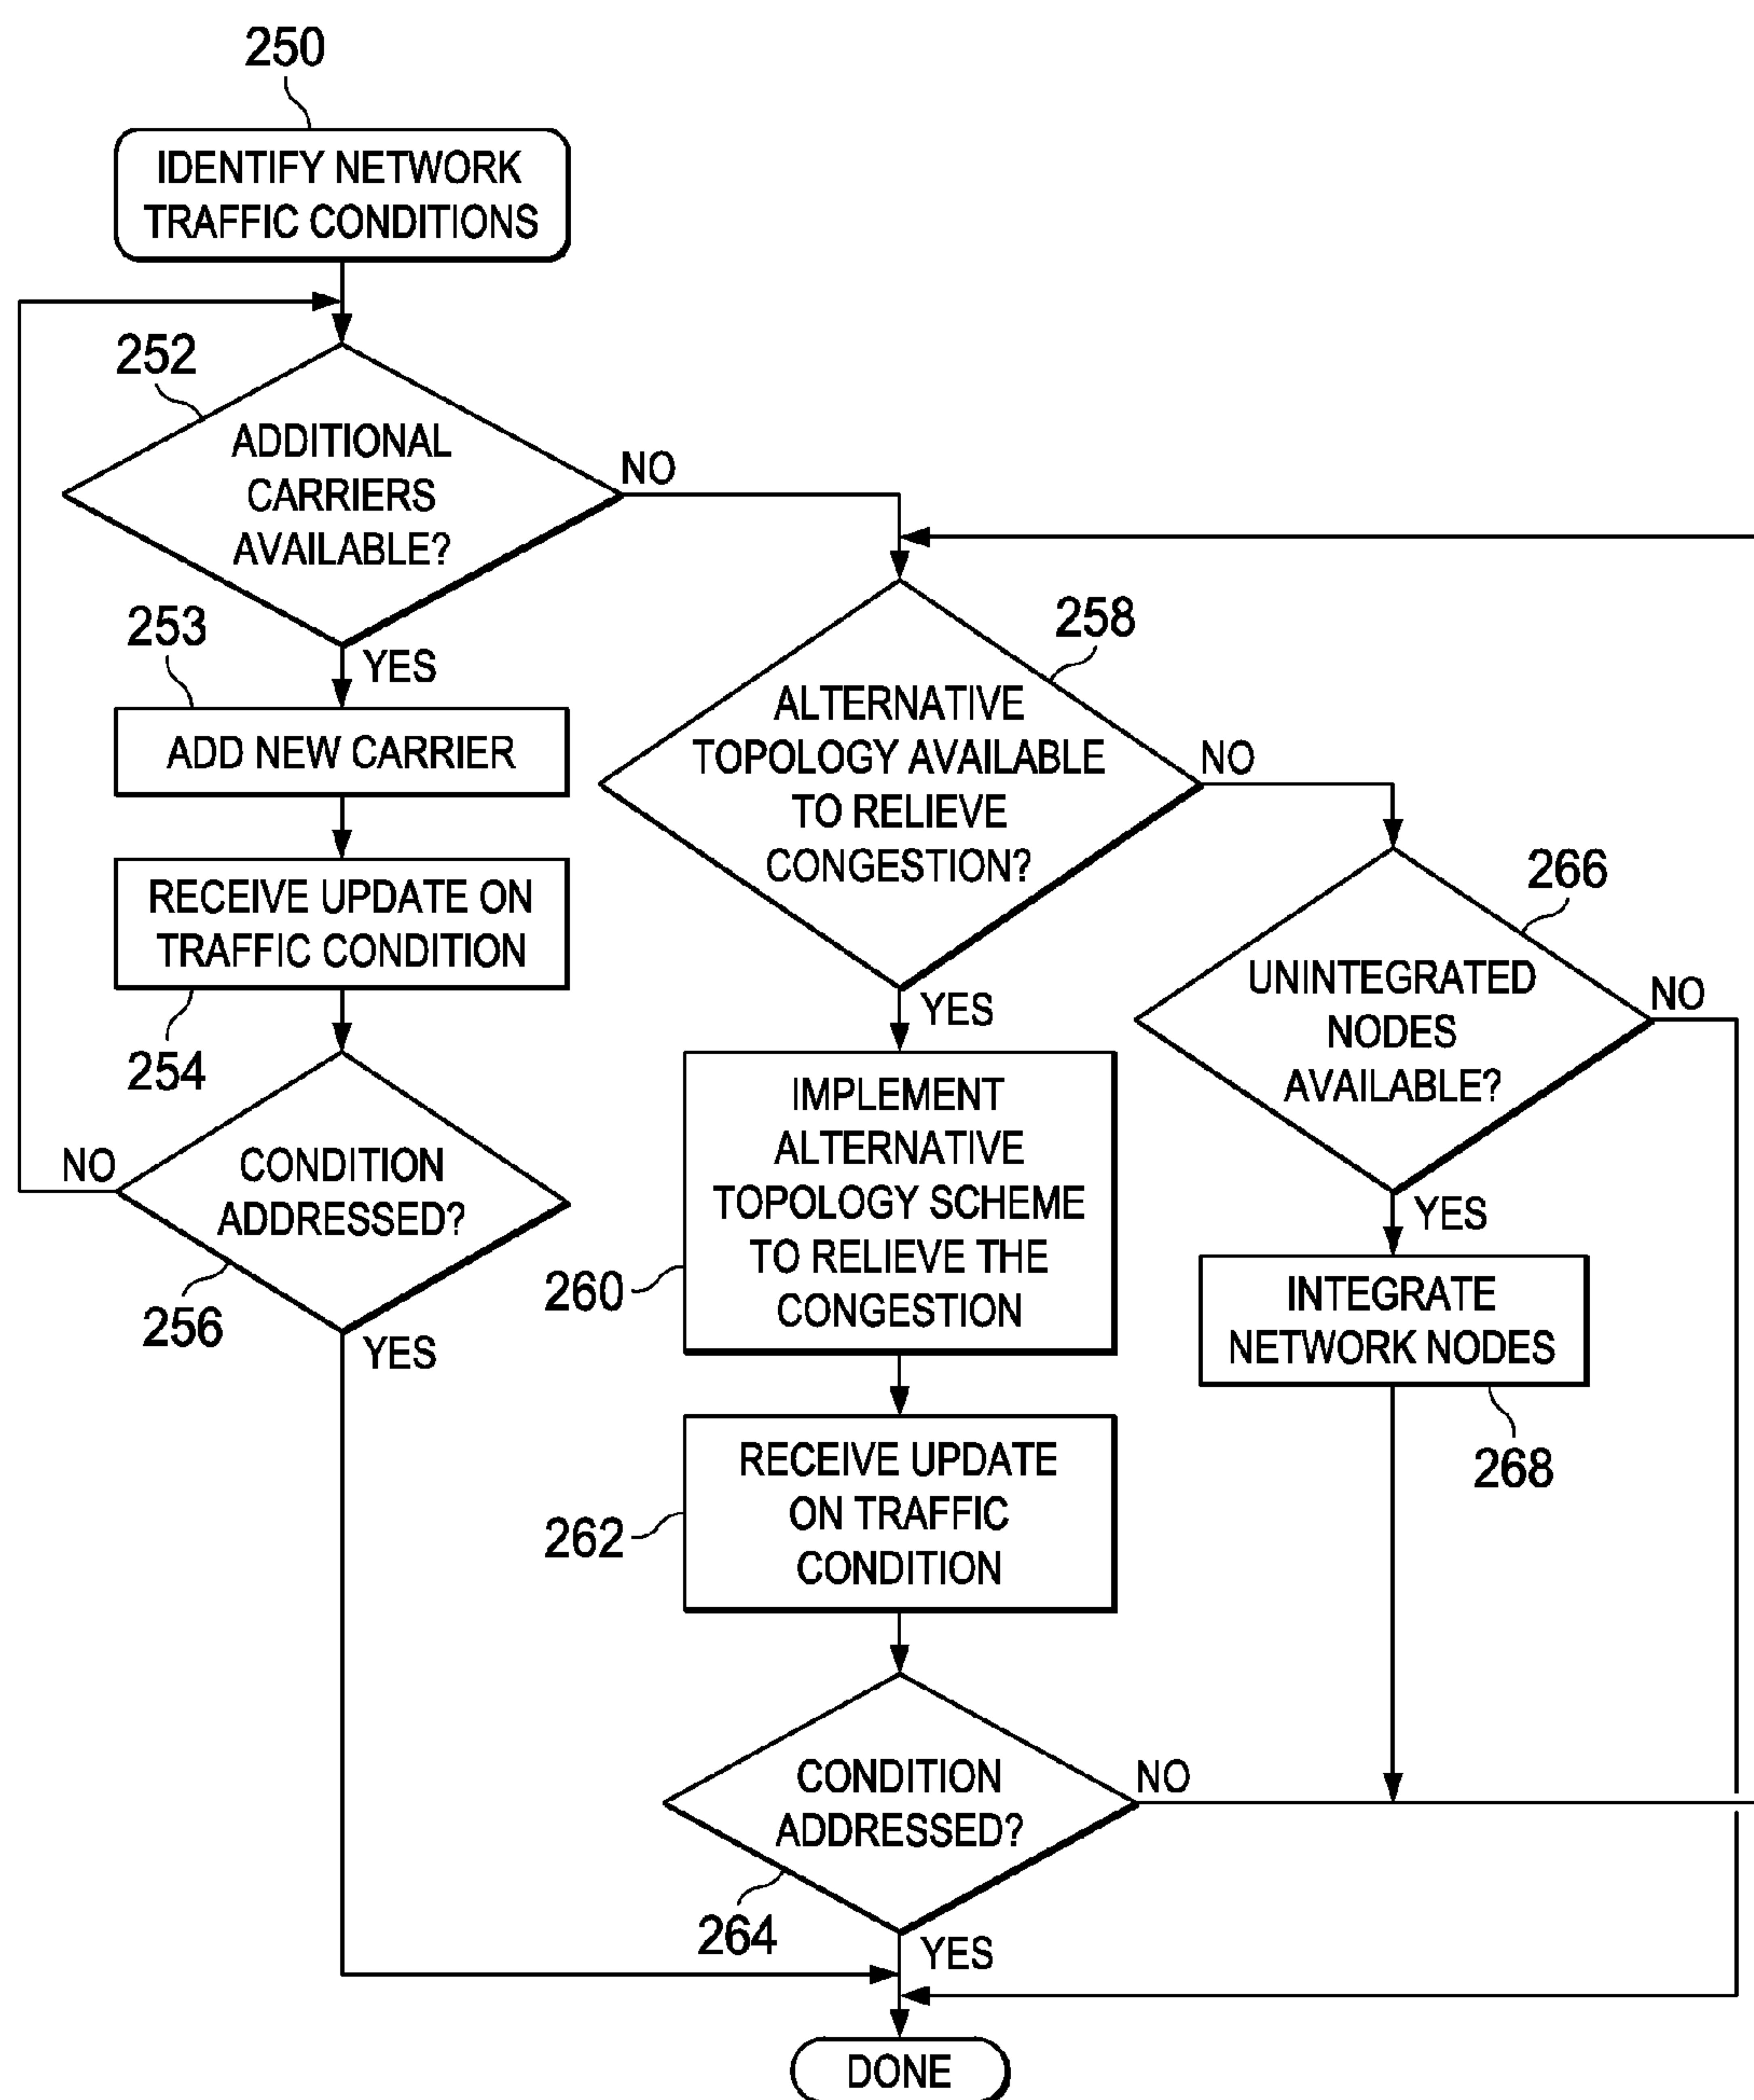 250
IDENTIFY NETWORK
TRAFFIC CONDITIONS
252
ADDITIONAL
CARRIERS
AVAILABLE?
NO
YES
253
ADD NEW CARRIER
RECEIVE UPDATE ON
TRAFFIC CONDITION
254
CONDITION
ADDRESSED?
NO
256
YES
258
ALTERNATIVE
TOPOLOGY AVAILABLE
TO RELIEVE
CONGESTION?
NO
YES
IMPLEMENT
ALTERNATIVE
TOPOLOGY SCHEME
TO RELIEVE THE
CONGESTION
260
RECEIVE UPDATE
ON TRAFFIC
CONDITION
262
CONDITION
ADDRESSED?
NO
264
YES
266
UNINTEGRATED
NODES
AVAILABLE?
NO
YES
INTEGRATE
NETWORK NODES
268
DONE